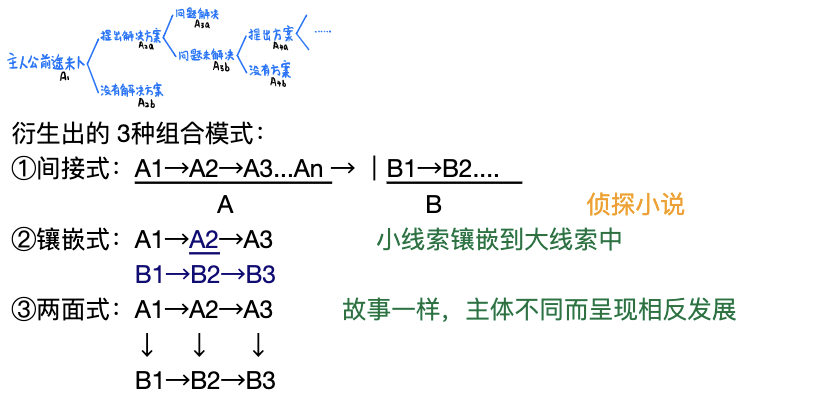 问题解决
A3a
提出解决方案
A2a
提出方案
A4a
......
主人公前途未卜
A1
问题未解决
A3b
没有方案
A4b
没有解决方案
A2b
衍生出的 3种组合模式：
①间接式：A1→A2→A3...An → | B1→B2....
A B 侦探小说
②镶嵌式：A1→A2→A3 小线索镶嵌到大线索中
B1→B2→B3
③两面式：A1→A2→A3 故事一样，主体不同而呈现相反发展
↓ ↓ ↓
B1→B2→B3